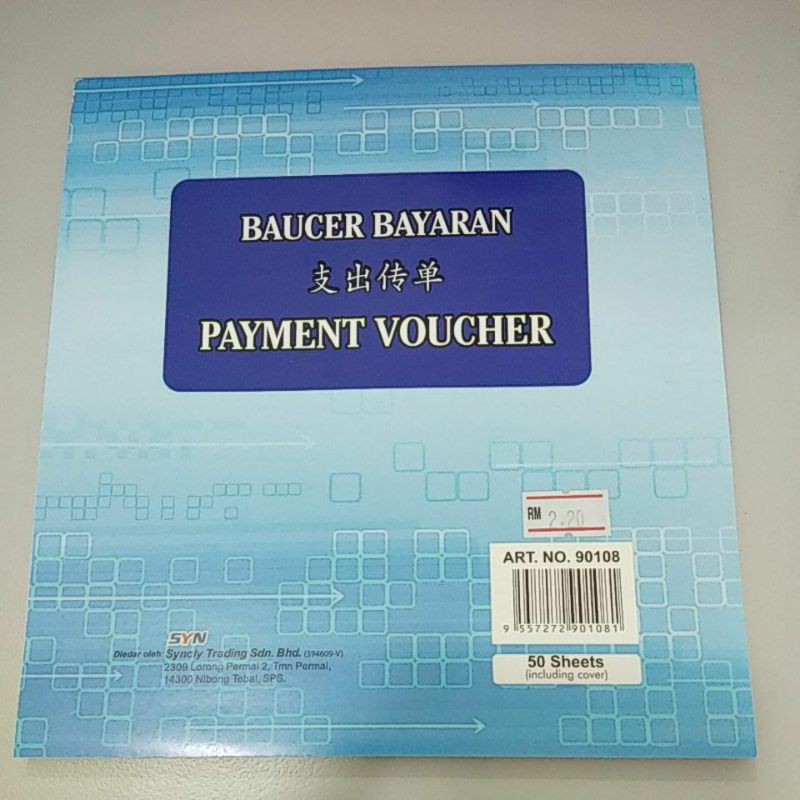 BAUCER BAYARAN
支出传单
PAYMENT VOUCHER
RM 2.20
ART. NO. 90108
9 557272 901081
50 Sheets
(including cover)
SYN
Diedar oleh: Syncly Trading Sdn. Bhd. (394609-V)
2309 Lorong Permai 2, Tmn Permai,
14300 Nibong Tebal, SPS.